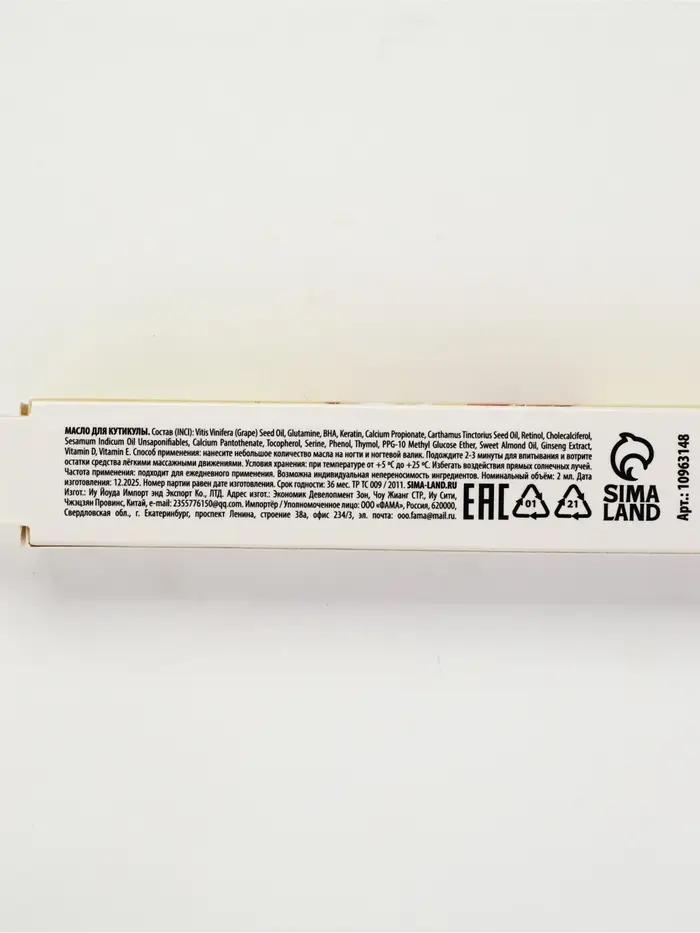 МАСЛО ДЛЯ КУТИКУЛЫ. Состав (INCI): Vitis Vinifera (Grape) Seed Oil, Glutamine, BHA, Keratin, Calcium Propionate, Carthamus Tinctorius Seed Oil, Retinol, Cholecalciferol,
Sesamum Indicum Oil Unsaponifiables, Calcium Pantothenate, Tocopherol, Serine, Phenol, Thymol, PPG-10 Methyl Glucose Ether, Sweet Almond Oil, Ginseng Extract,
Vitamin D, Vitamin E. Способ применения: нанесите небольшое количество масла на ногти и ногтевой валик. Подождите 2-3 минуты для впитывания и вотрите
остатки средства лёгкими массажными движениями. Условия хранения: при температуре от +5 ºC до +25 ºC. Избегать воздействия прямых солнечных лучей.
Частота применения: подходит для ежедневного применения. Возможна индивидуальная непереносимость ингредиентов. Номинальный объём: 2 мл. Дата
изготовления: 12.2025. Номер партии равен дате изготовления. Срок годности: 36 мес. ТР ТС 009 / 2011. SIMA-LAND.RU
Изгот.: Иу Йоуда Импорт энд Экспорт Ко., ЛТД. Адрес изгот.: Экономик Девелопмент Зон, Чоу Жианг СТР., Иу Сити,
Чжэцзян Провинс, Китай, e-mail: 2355776150@qq.com. Импортёр / Уполномоченное лицо: ООО «ФАМА», Россия, 620000,
Свердловская обл., г. Екатеринбург, проспект Ленина, строение 38а, офис 234/3, эл. почта: ooo.fama@mail.ru.
EAC
01
21
SIMA
LAND
Арт.: 10963148